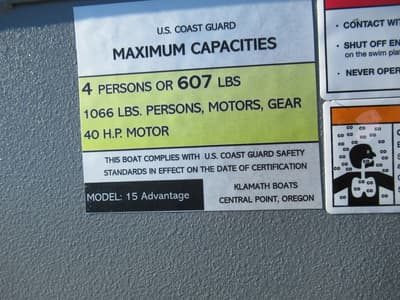 U.S. COAST GUARD
MAXIMUM CAPACITIES
4 PERSONS OR 607 LBS
1066 LBS. PERSONS, MOTORS, GEAR
40 H.P. MOTOR
THIS BOAT COMPLIES WITH U.S. COAST GUARD SAFETY
STANDARDS IN EFFECT ON THE DATE OF CERTIFICATION
MODEL: 15 Advantage
KLAMATH BOATS
CENTRAL POINT, OREGON
• CONTACT WIT
• SHUT OFF EN
on the swim pla
• NEVER OPER